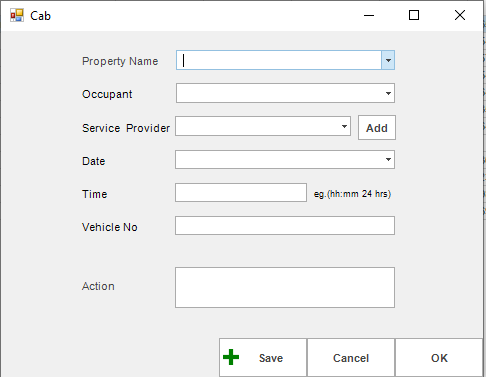 Cab
Property Name
Occupant
Service Provider
Add
Date
Time
eg.(hh:mm 24 hrs)
Vehicle No
Action
Save
Cancel
OK